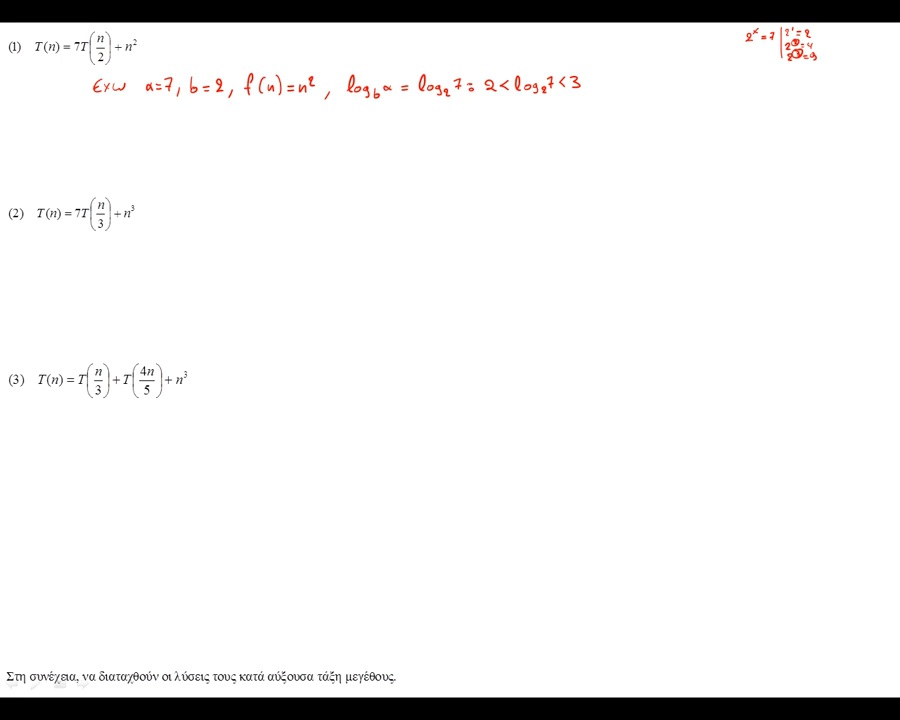 (1) T(n) = 7T(n/2) + n²
2ˣ = 7 | 2¹ = 2
2² = 4
2³ = 8
Εχω α=7, b=2, f(n)=n², log_b α = log₂7 : 2 < log₂7 < 3
(2) T(n) = 7T(n/3) + n³
(3) T(n) = T(n/3) + T(4n/5) + n³
Στη συνέχεια, να διαταχθούν οι λύσεις τους κατά αύξουσα τάξη μεγέθους.